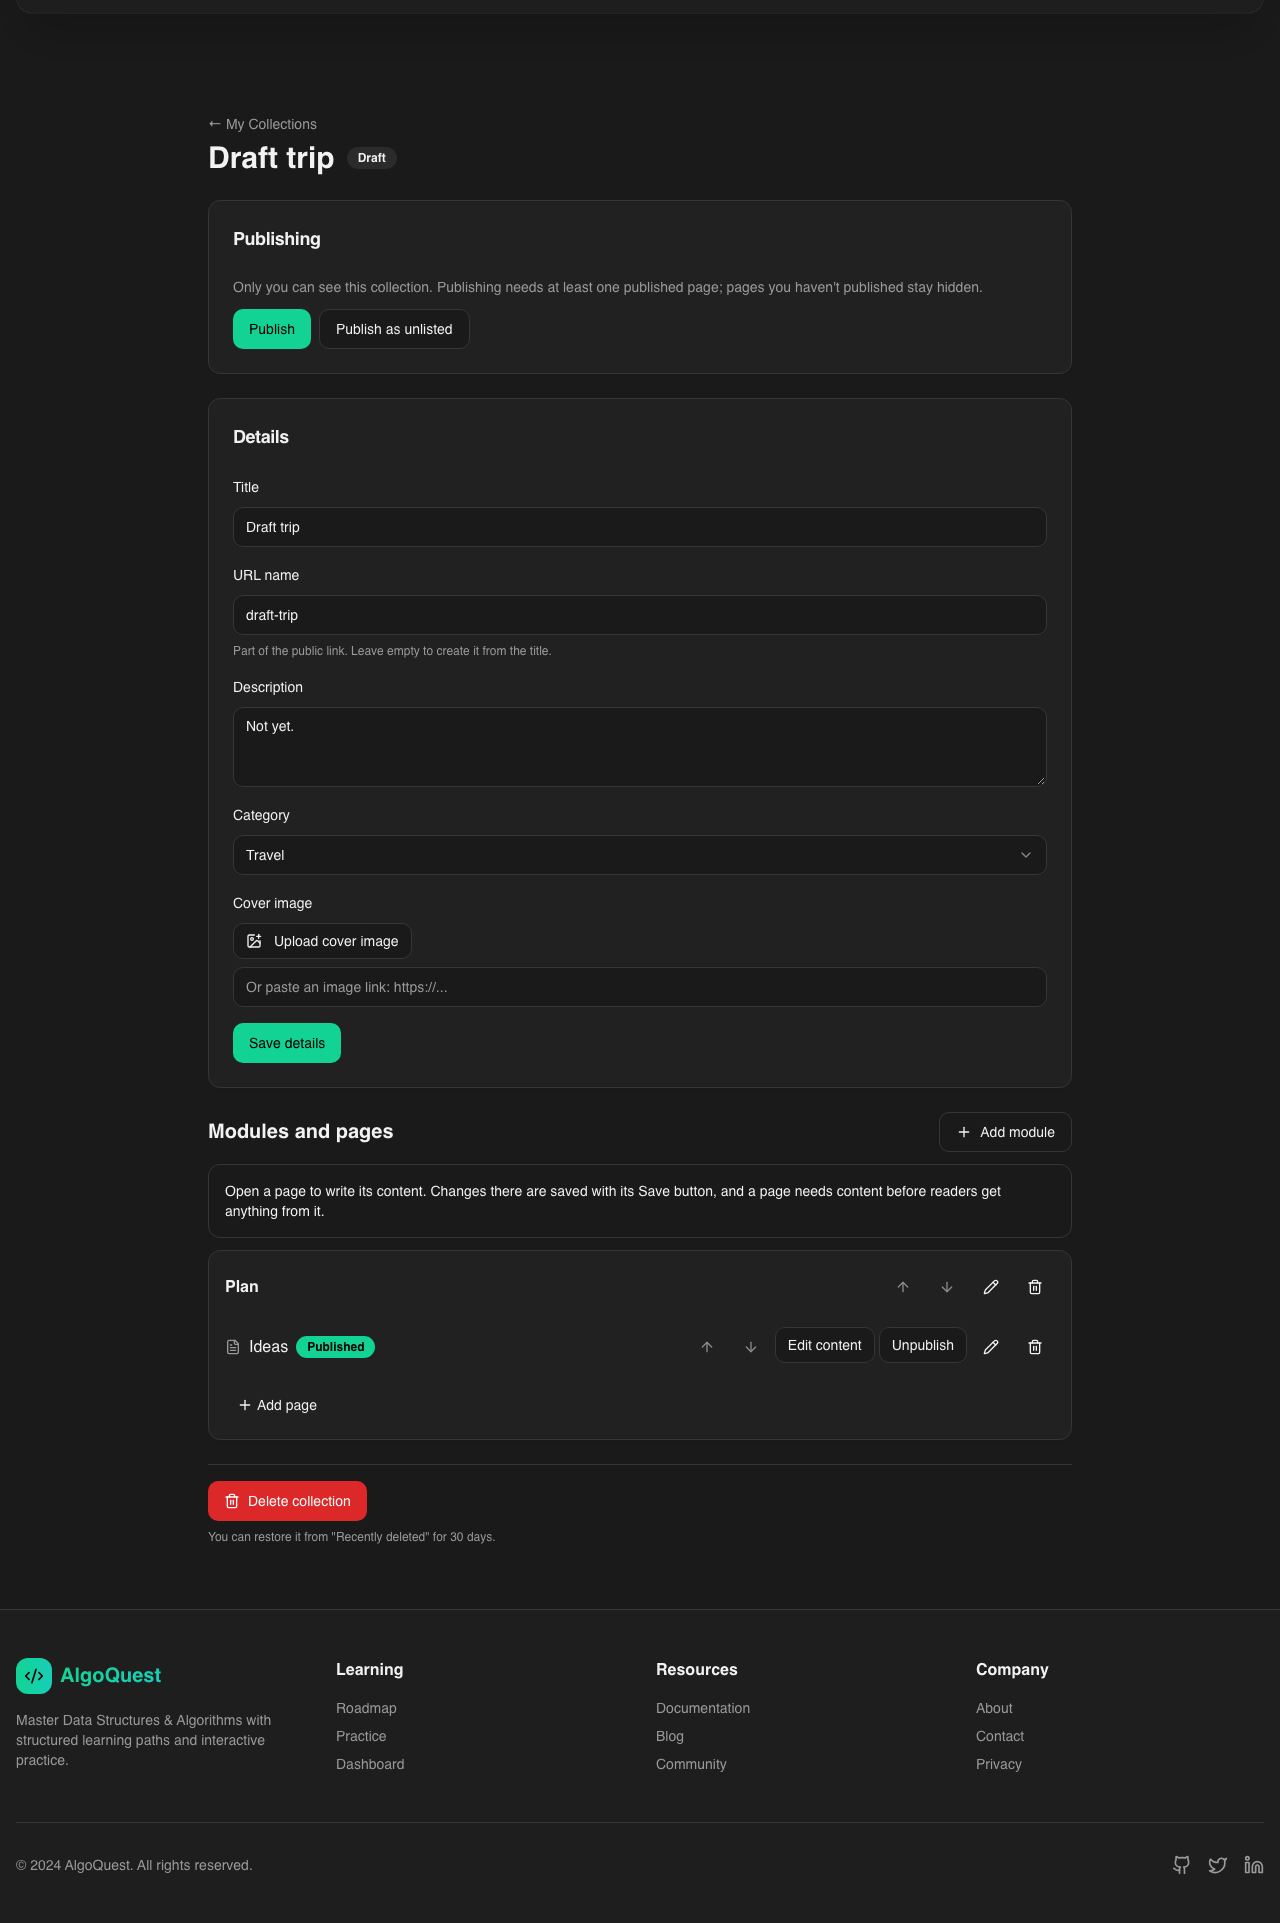 ← My Collections
Draft trip Draft
Publishing
Only you can see this collection. Publishing needs at least one published page; pages you haven't published stay hidden.
Publish Publish as unlisted
Details
Title
Draft trip
URL name
draft-trip
Part of the public link. Leave empty to create it from the title.
Description
Not yet.
Category
Travel
Cover image
Upload cover image
Or paste an image link: https://...
Save details
Modules and pages
Add module
Open a page to write its content. Changes there are saved with its Save button, and a page needs content before readers get
anything from it.
Plan
Ideas Published Edit content Unpublish
Add page
Delete collection
You can restore it from "Recently deleted" for 30 days.
AlgoQuest
Master Data Structures & Algorithms with
structured learning paths and interactive
practice.
Learning
Roadmap
Practice
Dashboard
Resources
Documentation
Blog
Community
Company
About
Contact
Privacy
© 2024 AlgoQuest. All rights reserved.